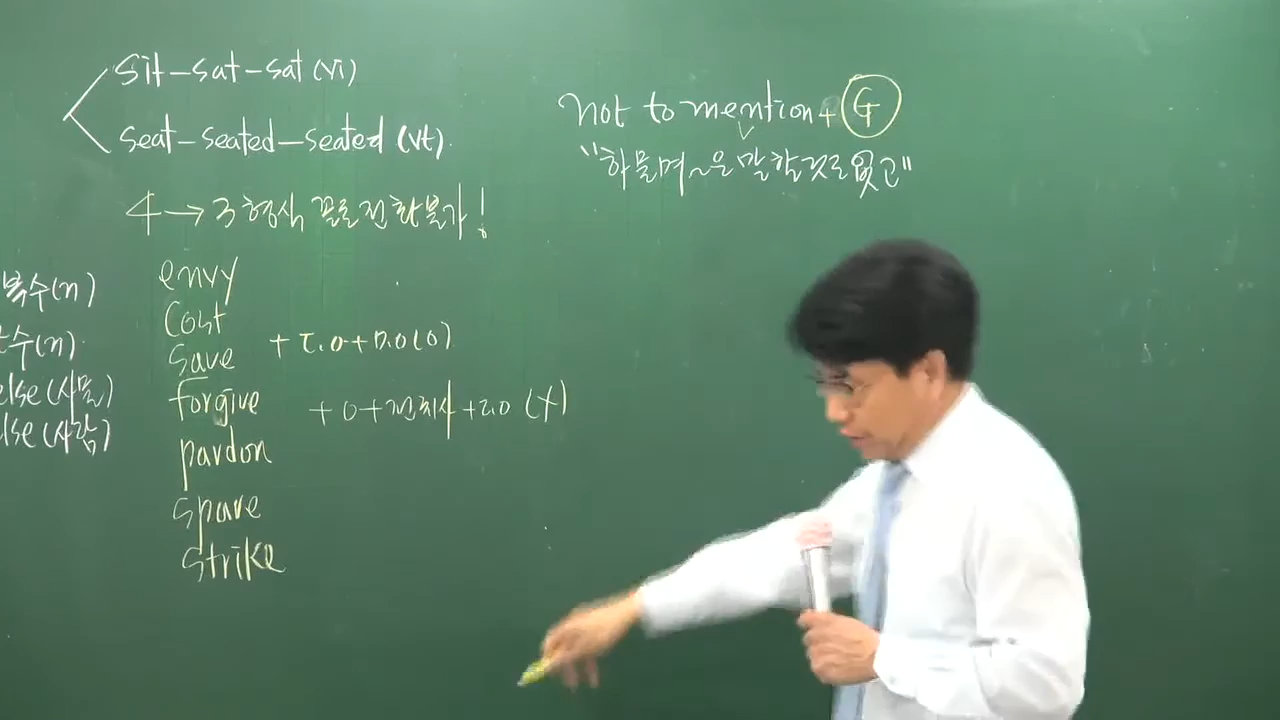 sit-sat-sat (vi)
seat-seated-seated (vt).
4 → 3형식 꼴로 전환불가!
envy
cost
save
forgive
pardon
spare
strike
+ I.O + D.O (O)
+ O + 전치사 + I.O (X)
복수(n)
수(n).
else (사물)
else (사람)
not to mention + G
"하물며 ~은 말할것도 없고"